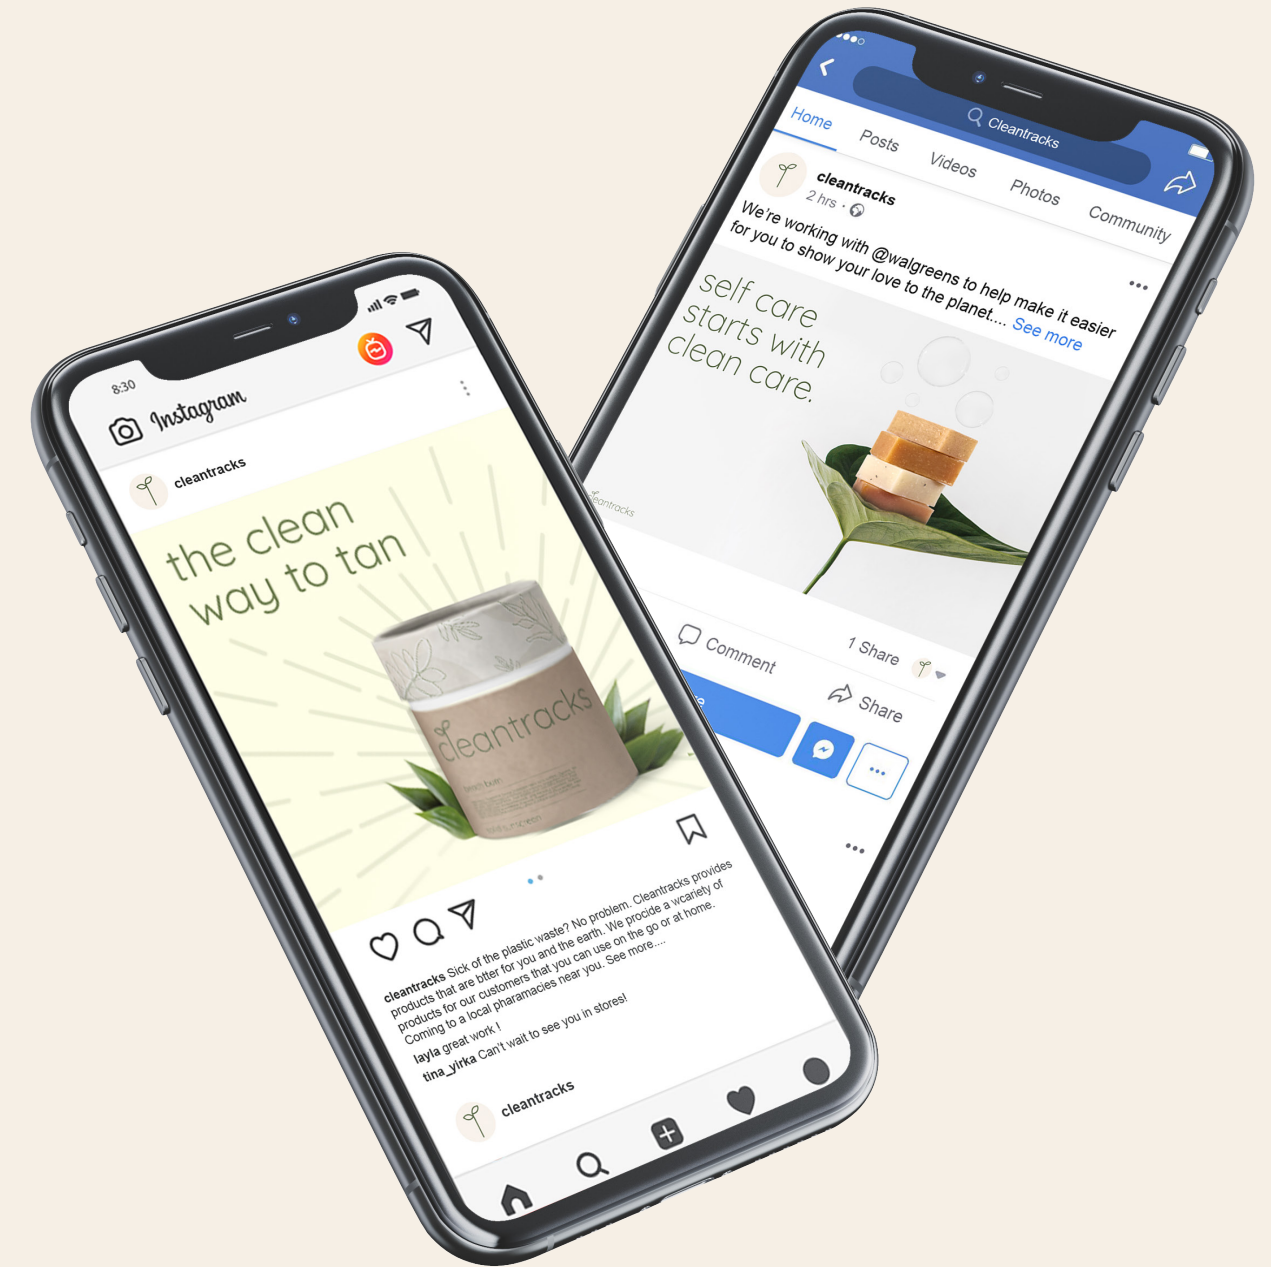 8:30
Instagram
cleantracks
the clean
way to tan
cleantracks
cleantracks Sick of the plastic waste? No problem. Cleantracks provides
products that are btter for you and the earth. We procide a wcariety of
products for our customers that you can use on the go or at home.
Coming to a local pharamacies near you. See more....
layla great work !
tina_yirka Can't wait to see you in stores!
cleantracks
Cleantracks
Home Posts Videos Photos Community
cleantracks
2 hrs
We're working with @walgreens to help make it easier
for you to show your love to the planet.... See more
self care
starts with
clean care.
cleantracks
1 Share
Comment Share